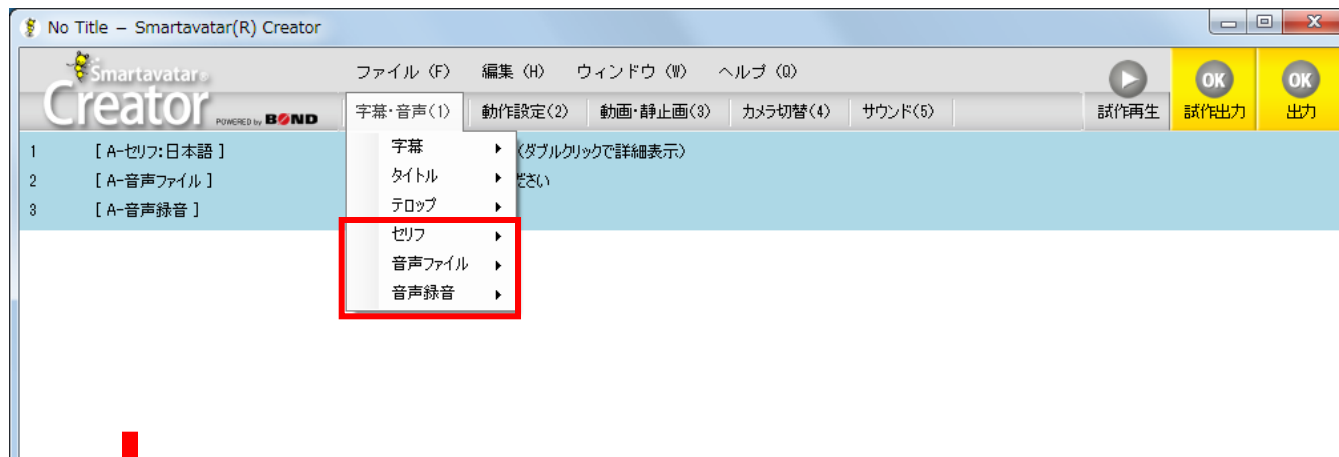 No Title – Smartavatar(R) Creator
Smartavatar®
Creator
POWERED by BOND
ファイル (F) 編集 (H) ウィンドウ (W) ヘルプ (Q)
字幕・音声(1) 動作設定(2) 動画・静止画(3) カメラ切替(4) サウンド(5)
OK OK
試作再生 試作出力 出力
1 [ A-セリフ:日本語 ] (ダブルクリックで詳細表示)
2 [ A-音声ファイル ] ださい
3 [ A-音声録音 ]
字幕
タイトル
テロップ
セリフ
音声ファイル
音声録音